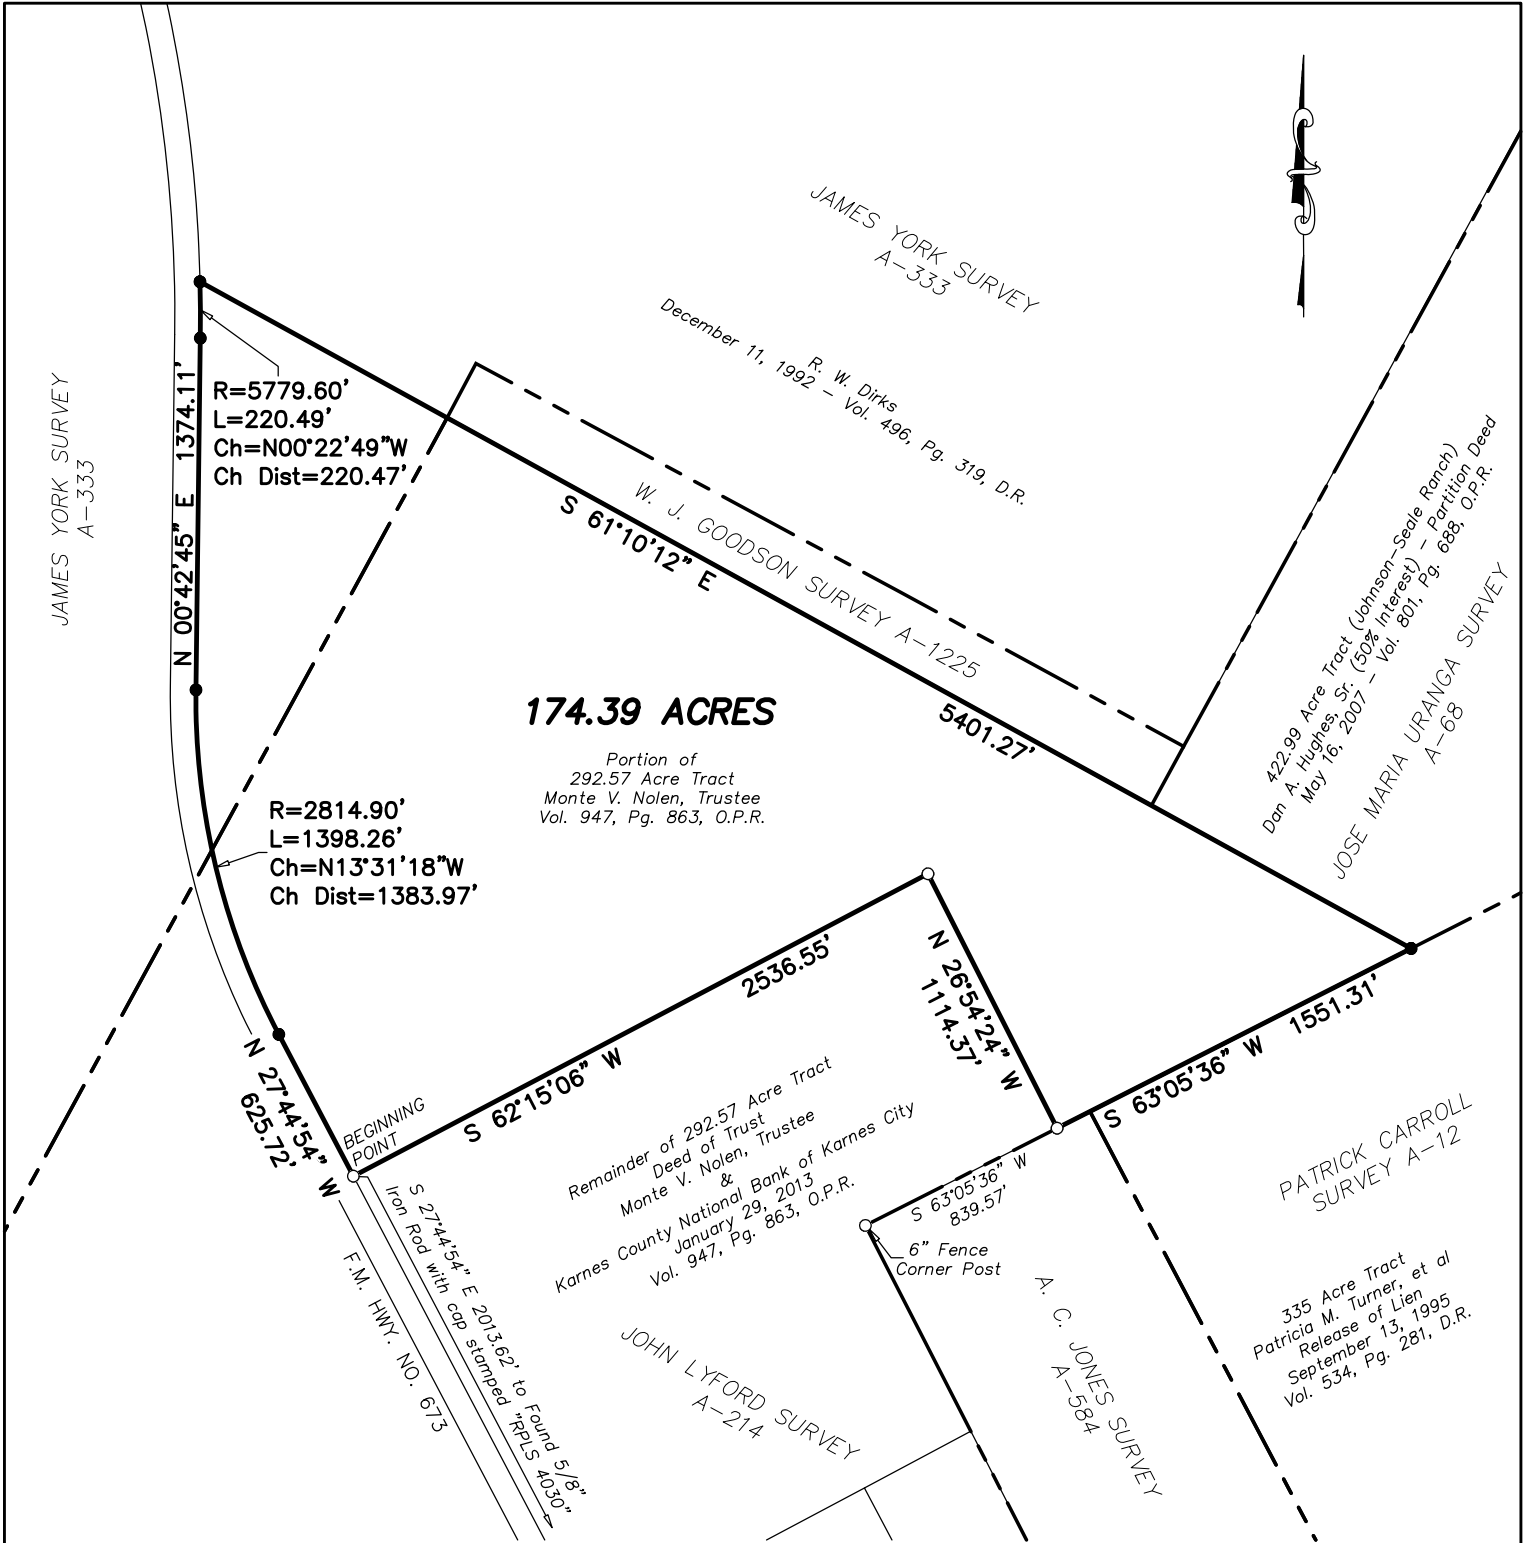 JAMES YORK SURVEY
A-333
R. W. Dirks
December 11, 1992 - Vol. 496, Pg. 319, D.R.
JAMES YORK SURVEY
A-333
N 00°42'45" E 1374.11'
R=5779.60'
L=220.49'
Ch=N00°22'49"W
Ch Dist=220.47'
W. J. GOODSON SURVEY A-1225
S 61°10'12" E
5401.27'
422.99 Acre Tract (Johnson-Seale Ranch)
Dan A. Hughes, Sr. (50% Interest) - Partition Deed
May 16, 2007 - Vol. 801, Pg. 688, O.P.R.
JOSE MARIA URANGA SURVEY
A-68
174.39 ACRES
Portion of
292.57 Acre Tract
Monte V. Nolen, Trustee
Vol. 947, Pg. 863, O.P.R.
R=2814.90'
L=1398.26'
Ch=N13°31'18"W
Ch Dist=1383.97'
S 62°15'06" W
2536.55'
N 26°54'24" W
1114.37'
S 63°05'36" W
1551.31'
N 27°44'54" W
625.72'
BEGINNING
POINT
Remainder of 292.57 Acre Tract
Deed of Trust
Monte V. Nolen, Trustee
&
Karnes County National Bank of Karnes City
January 29, 2013
Vol. 947, Pg. 863, O.P.R.
S 63°05'36" W
839.57'
6" Fence
Corner Post
PATRICK CARROLL
SURVEY A-12
335 Acre Tract
Patricia M. Turner, et al
Release of Lien
September 13, 1995
Vol. 534, Pg. 281, D.R.
S 27°44'54" E 2013.62' to Found 5/8"
Iron Rod with cap stamped "RPLS 4030"
F.M. HWY. NO. 673
JOHN LYFORD SURVEY
A-214
A. C. JONES SURVEY
A-584